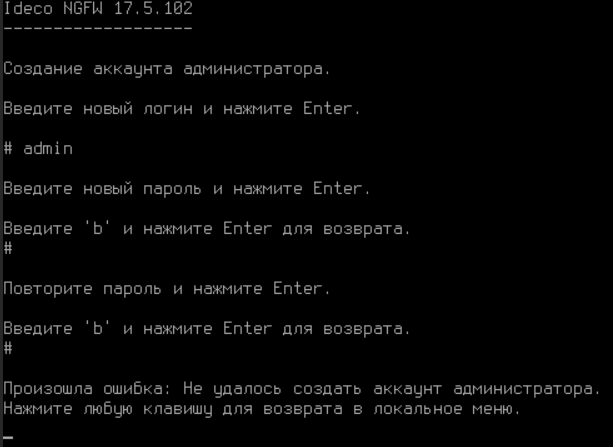 Ideco NGFW 17.5.102
-------------------
Создание аккаунта администратора.
Введите новый логин и нажмите Enter.
# admin
Введите новый пароль и нажмите Enter.
Введите 'b' и нажмите Enter для возврата.
#
Повторите пароль и нажмите Enter.
Введите 'b' и нажмите Enter для возврата.
#
Произошла ошибка: Не удалось создать аккаунт администратора.
Нажмите любую клавишу для возврата в локальное меню.